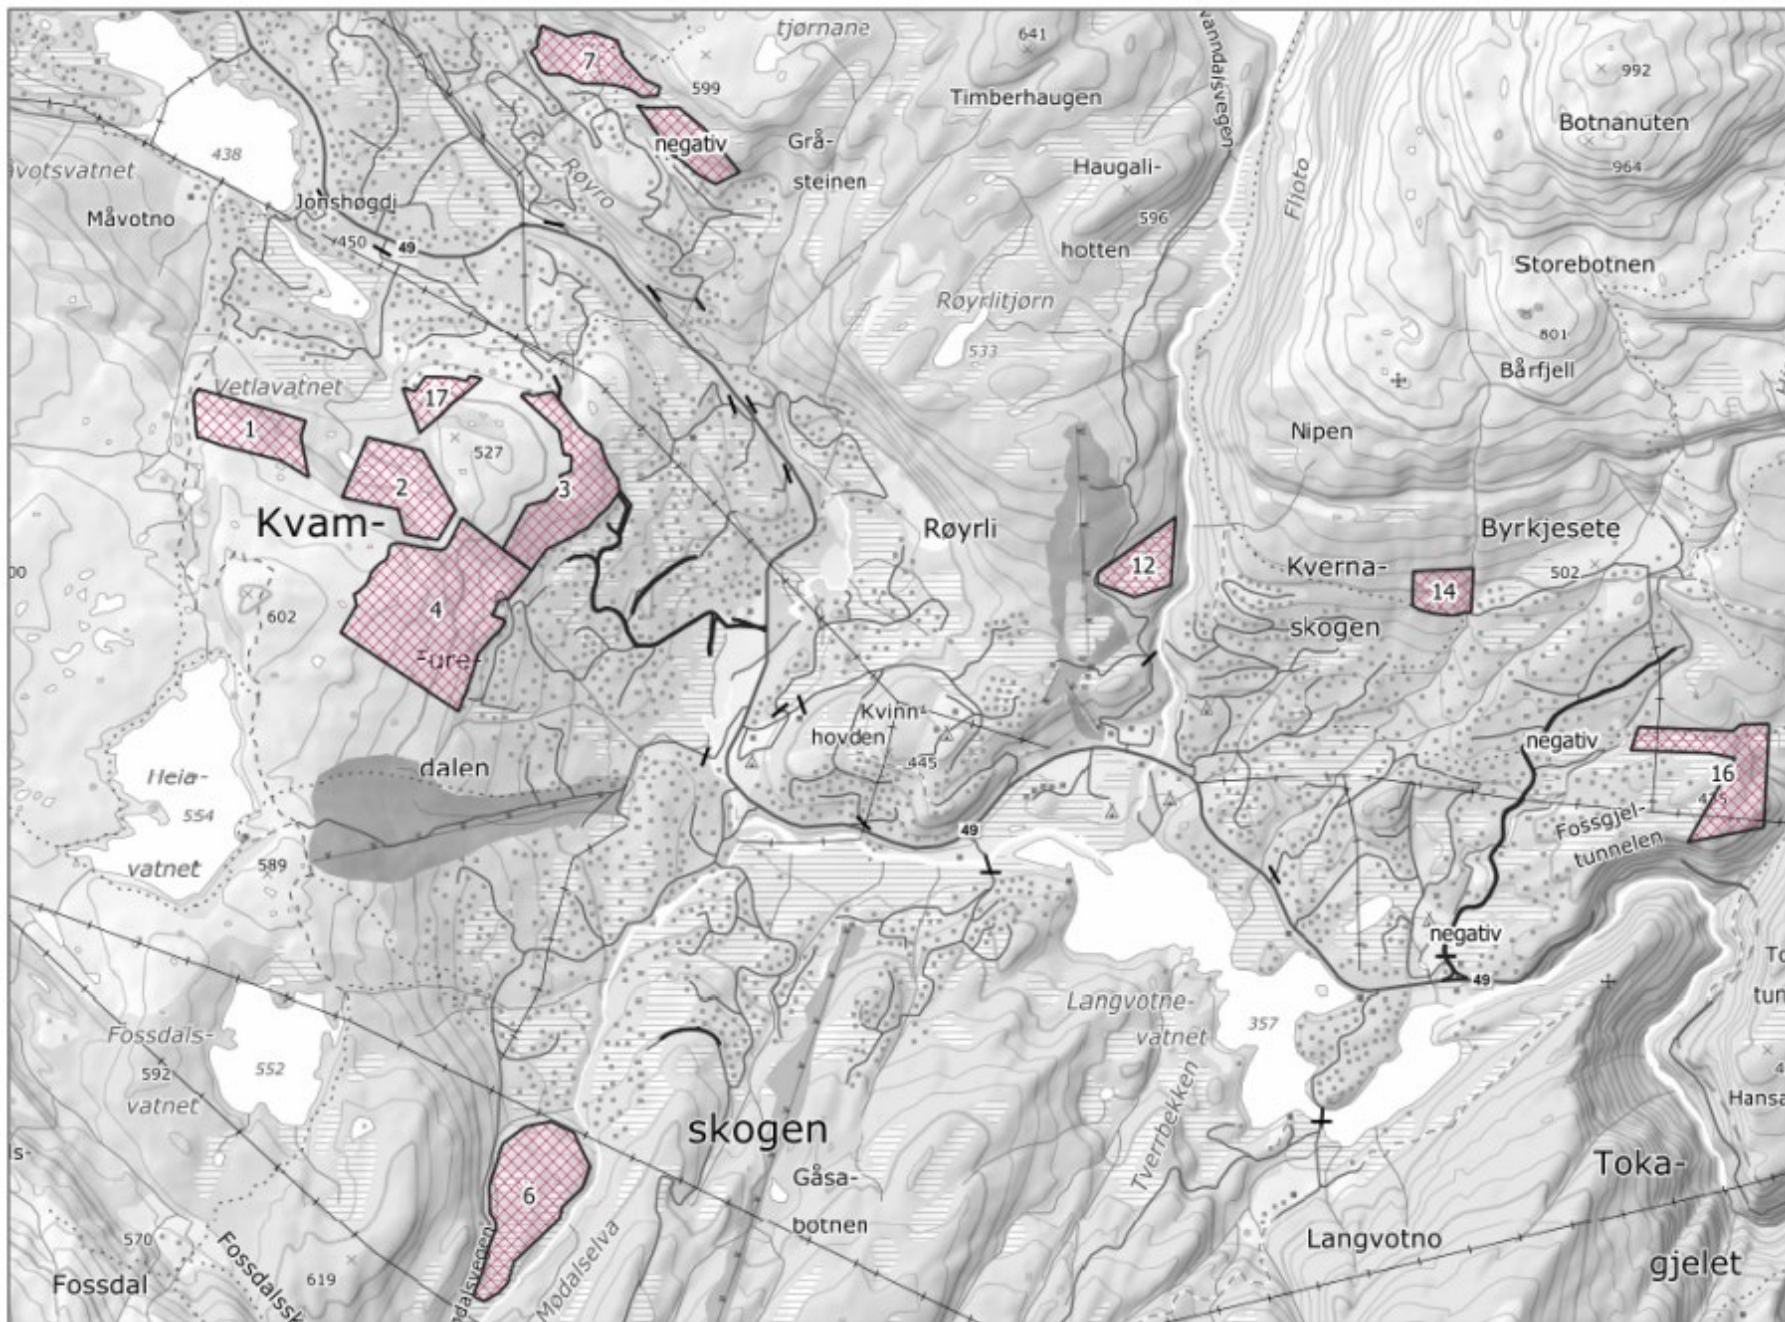 tjørnane
641
Timberhaugen
992
Botnanuten
964
7
599
negativ
Grå-
steinen
Røyro
438
Måvotno
Jonshøgdi
450
49
Haugali-
596
hotten
Fljoto
Storebotnen
801
Bårfjell
Røyrlitjørn
533
Nipen
Vetlavatnet
17
1
527
2
3
Kvam-
Røyrli
Byrkjesete
12
Kverna-
502
14
skogen
602
4
Kvinn-
hovden
445
negativ
16
Fossgjel-
tunnelen
dalen
Heia-
554
vatnet
589
49
negativ
49
Langvotne-
vatnet
357
Fossdals-
592
vatnet
552
skogen
Gåsa-
botnen
Tverrbekken
Toka-
gjelet
6
Mødalselva
Langvotno
570
Fossdal
619